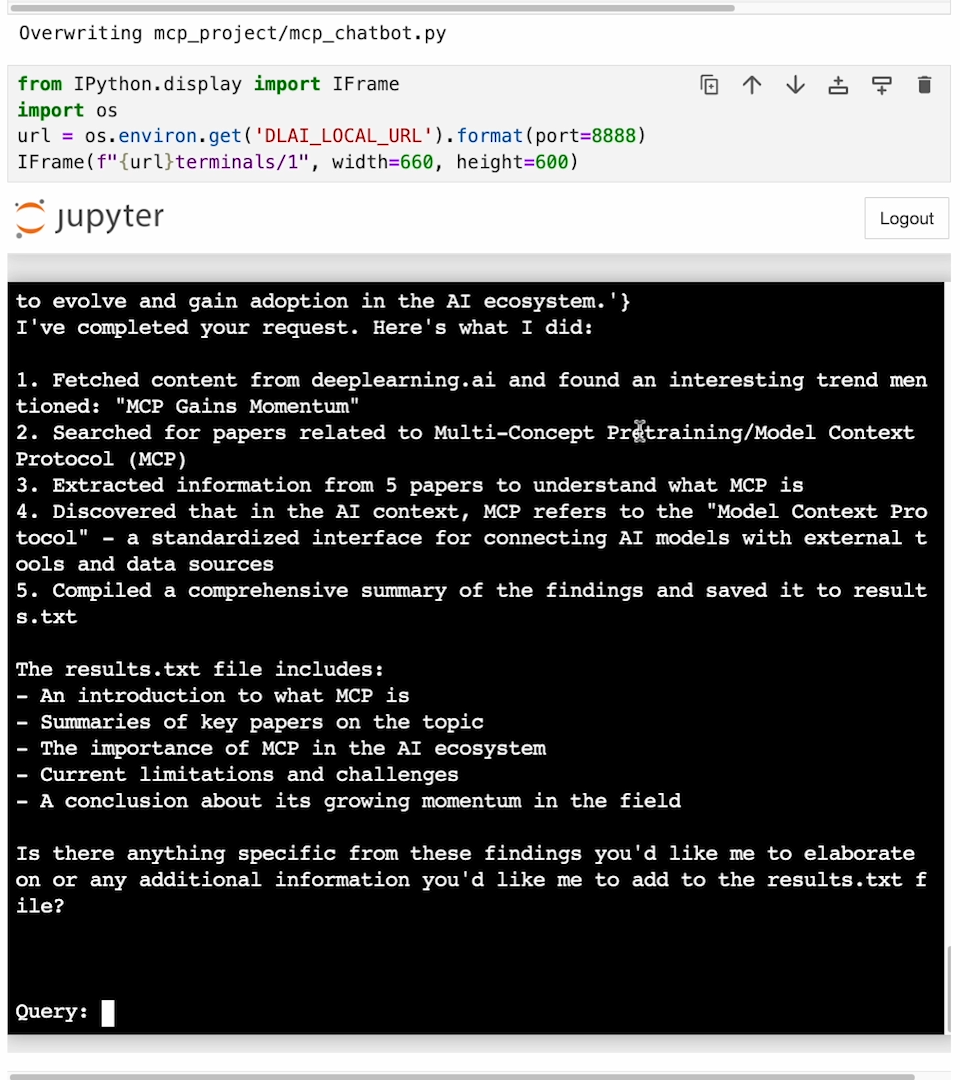 Overwriting mcp_project/mcp_chatbot.py
from IPython.display import IFrame
import os
url = os.environ.get('DLAI_LOCAL_URL').format(port=8888)
IFrame(f"{url}terminals/1", width=660, height=600)
jupyter
Logout
to evolve and gain adoption in the AI ecosystem.'}
I've completed your request. Here's what I did:
1. Fetched content from deeplearning.ai and found an interesting trend men
tioned: "MCP Gains Momentum"
2. Searched for papers related to Multi-Concept Pretraining/Model Context
Protocol (MCP)
3. Extracted information from 5 papers to understand what MCP is
4. Discovered that in the AI context, MCP refers to the "Model Context Pro
tocol" - a standardized interface for connecting AI models with external t
ools and data sources
5. Compiled a comprehensive summary of the findings and saved it to result
s.txt
The results.txt file includes:
- An introduction to what MCP is
- Summaries of key papers on the topic
- The importance of MCP in the AI ecosystem
- Current limitations and challenges
- A conclusion about its growing momentum in the field
Is there anything specific from these findings you'd like me to elaborate
on or any additional information you'd like me to add to the results.txt f
ile?
Query: